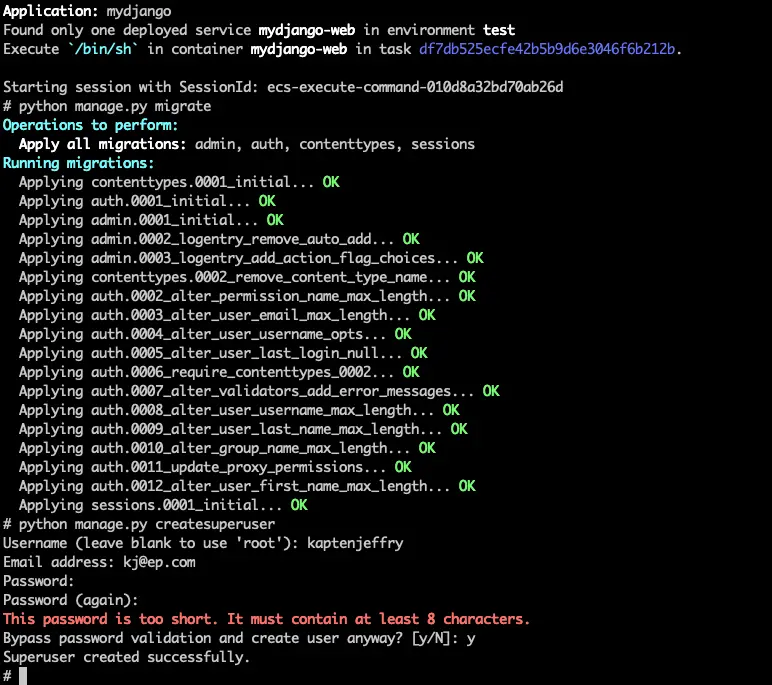 Application: mydjango
Found only one deployed service mydjango-web in environment test
Execute `/bin/sh` in container mydjango-web in task df7db525ecfe42b5b9d6e3046f6b212b.
Starting session with SessionId: ecs-execute-command-010d8a32bd70ab26d
# python manage.py migrate
Operations to perform:
  Apply all migrations: admin, auth, contenttypes, sessions
Running migrations:
  Applying contenttypes.0001_initial... OK
  Applying auth.0001_initial... OK
  Applying admin.0001_initial... OK
  Applying admin.0002_logentry_remove_auto_add... OK
  Applying admin.0003_logentry_add_action_flag_choices... OK
  Applying contenttypes.0002_remove_content_type_name... OK
  Applying auth.0002_alter_permission_name_max_length... OK
  Applying auth.0003_alter_user_email_max_length... OK
  Applying auth.0004_alter_user_username_opts... OK
  Applying auth.0005_alter_user_last_login_null... OK
  Applying auth.0006_require_contenttypes_0002... OK
  Applying auth.0007_alter_validators_add_error_messages... OK
  Applying auth.0008_alter_user_username_max_length... OK
  Applying auth.0009_alter_user_last_name_max_length... OK
  Applying auth.0010_alter_group_name_max_length... OK
  Applying auth.0011_update_proxy_permissions... OK
  Applying auth.0012_alter_user_first_name_max_length... OK
  Applying sessions.0001_initial... OK
# python manage.py createsuperuser
Username (leave blank to use 'root'): kaptenjeffry
Email address: kj@ep.com
Password:
Password (again):
This password is too short. It must contain at least 8 characters.
Bypass password validation and create user anyway? [y/N]: y
Superuser created successfully.
#